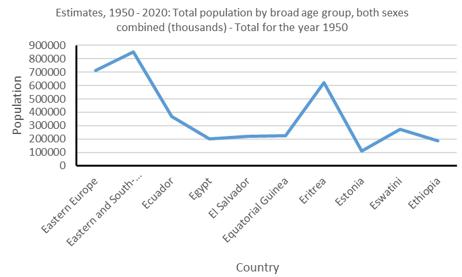 Estimates, 1950 - 2020: Total population by broad age group, both sexes
combined (thousands) - Total for the year 1950
900000
800000
700000
600000
500000
400000
300000
200000
100000
0
Population
Eastern Europe
Eastern and South-...
Ecuador
Egypt
El Salvador
Equatorial Guinea
Eritrea
Estonia
Eswatini
Ethiopia
Country